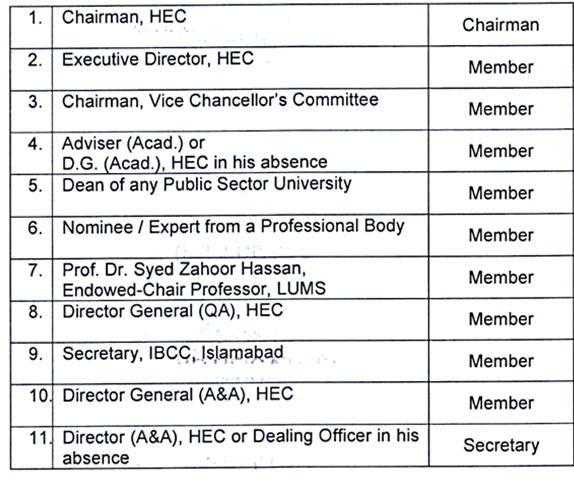 1. Chairman, HEC Chairman
2. Executive Director, HEC Member
3. Chairman, Vice Chancellor's Committee Member
4. Adviser (Acad.) or
D.G. (Acad.), HEC in his absence Member
5. Dean of any Public Sector University Member
6. Nominee / Expert from a Professional Body Member
7. Prof. Dr. Syed Zahoor Hassan,
Endowed-Chair Professor, LUMS Member
8. Director General (QA), HEC Member
9. Secretary, IBCC, Islamabad Member
10. Director General (A&A), HEC Member
11. Director (A&A), HEC or Dealing Officer in his
absence Secretary